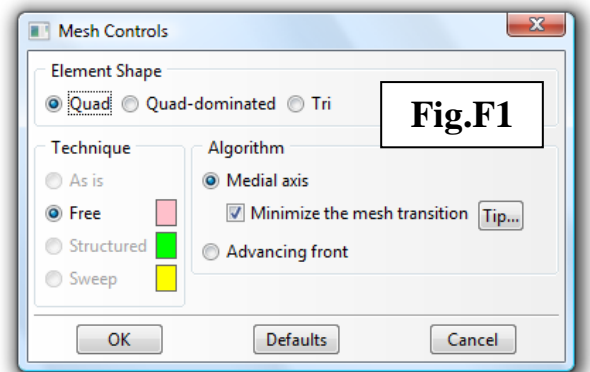 Mesh Controls
Element Shape
Quad Quad-dominated Tri
Fig.F1
Technique
As is
Free
Structured
Sweep
Algorithm
Medial axis
Minimize the mesh transition Tip...
Advancing front
OK Defaults Cancel